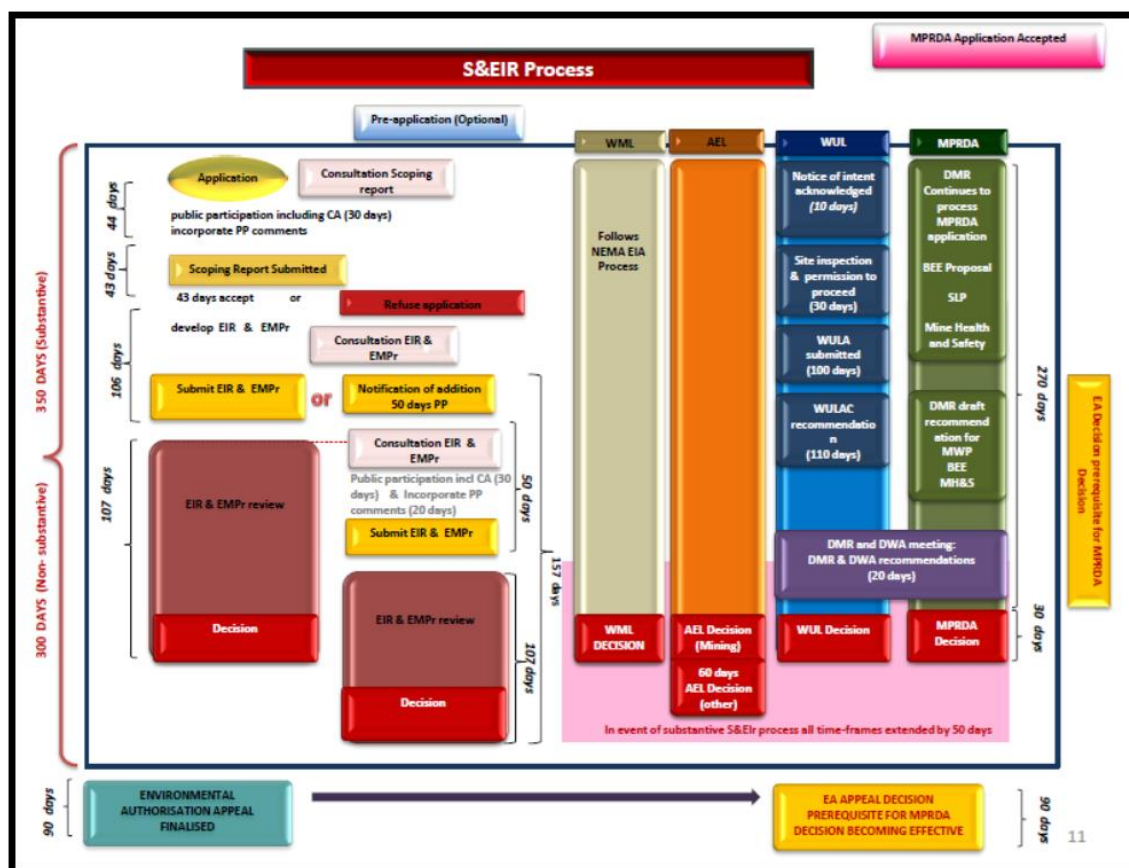 MPRDA Application Accepted
S&EIR Process
Pre-application (Optional)
WML
AEL
WUL
MPRDA
350 DAYS (Substantive)
300 DAYS (Non- substantive)
44 days
Application
Consultation Scoping
report
public participation including CA (30 days)
incorporate PP comments
43 days
Scoping Report Submitted
43 days accept or
Refuse application
106 days
develop EIR & EMPr
Consultation EIR &
EMPr
Submit EIR & EMPr
or
Notification of addition
50 days PP
107 days
EIR & EMPr review
Decision
Consultation EIR &
EMPr
Public participation incl CA (30
days) & Incorporate PP
comments (20 days)
Submit EIR & EMPr
50 days
157 days
EIR & EMPr review
Decision
107 days
Follows
NEMA EIA
Process
WML
DECISION
AEL Decision
(Mining)
60 days
AEL Decision
(other)
Notice of intent
acknowledged
(10 days)
Site inspection
& permission to
proceed
(30 days)
WULA
submitted
(100 days)
WULAC
recommendatio
n
(110 days)
DMR
Continues to
process
MPRDA
application
BEE Proposal
SLP
Mine Health
and Safety
DMR draft
recommend
ation for
MWP
BEE
MH&S
DMR and DWA meeting:
DMR & DWA recommendations
(20 days)
WUL Decision
MPRDA
Decision
270 days
30 days
EA Decision prerequisite for MPRDA
Decision
In event of substantive S&EIr process all time-frames extended by 50 days
90 days
ENVIRONMENTAL
AUTHORISATION APPEAL
FINALISED
EA APPEAL DECISION
PREREQUISITE FOR MPRDA
DECISION BECOMING EFFECTIVE
90 days
11